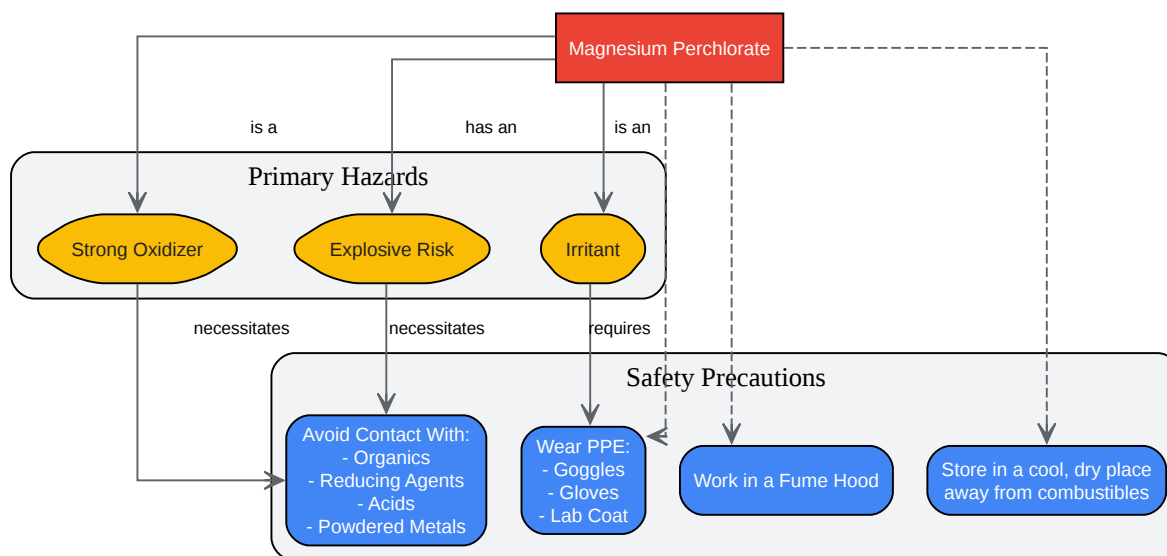 Magnesium Perchlorate
is a
has an
is an
Primary Hazards
Strong Oxidizer
Explosive Risk
Irritant
necessitates
necessitates
requires
Safety Precautions
Avoid Contact With:
- Organics
- Reducing Agents
- Acids
- Powdered Metals
Wear PPE:
- Goggles
- Gloves
- Lab Coat
Work in a Fume Hood
Store in a cool, dry place
away from combustibles